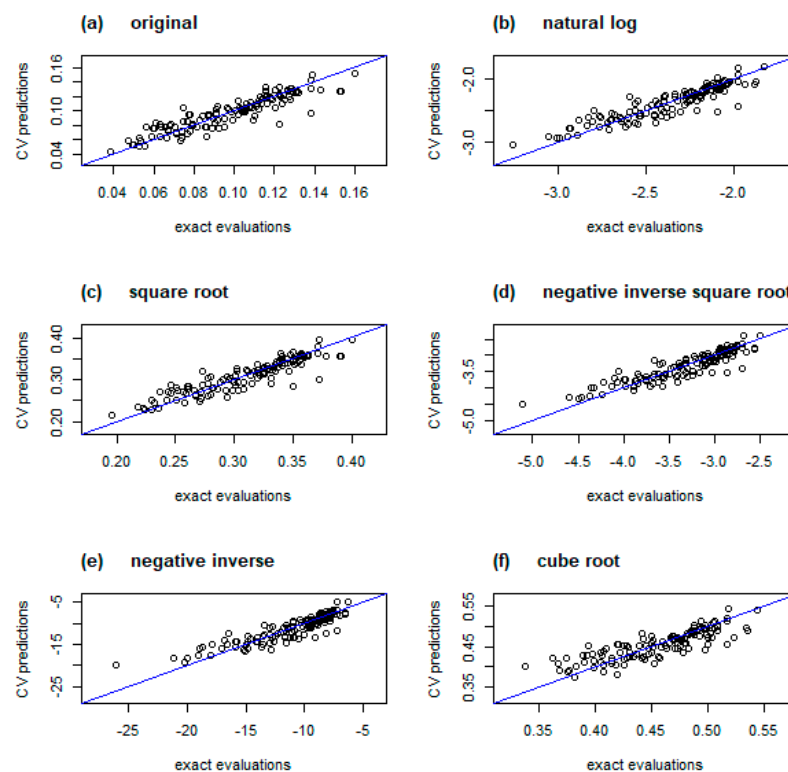 (a) original
CV predictions
0.04 0.10 0.16
0.04 0.06 0.08 0.10 0.12 0.14 0.16
exact evaluations
(b) natural log
CV predictions
-3.0 -2.0
-3.0 -2.5 -2.0
exact evaluations
(c) square root
CV predictions
0.20 0.30 0.40
0.20 0.25 0.30 0.35 0.40
exact evaluations
(d) negative inverse square root
CV predictions
-5.0 -3.5
-5.0 -4.5 -4.0 -3.5 -3.0 -2.5
exact evaluations
(e) negative inverse
CV predictions
-25 -15 -5
-25 -20 -15 -10 -5
exact evaluations
(f) cube root
CV predictions
0.35 0.45 0.55
0.35 0.40 0.45 0.50 0.55
exact evaluations